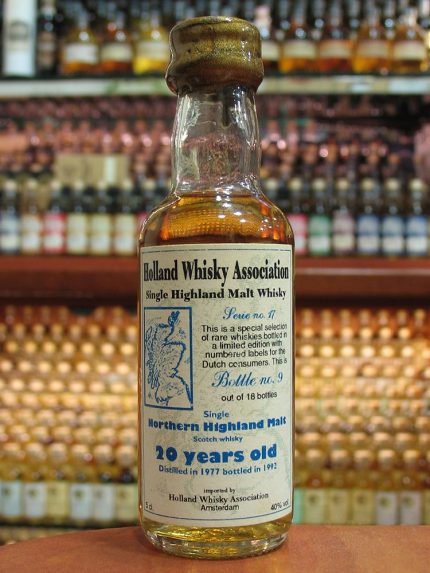 Holland Whisky Association
Single Highland Malt Whisky
Serie no. 17
This is a special selection
of rare whiskies bottled in
a limited edition with
numbered labels for the
Dutch consumers. This is
Bottle no. 9
out of 18 bottles
Single
Northern Highland Malt
Scotch whisky
20 years old
Distilled in 1977 bottled in 1992
imported by
Holland Whisky Association
Amsterdam
5 cl.
40% vol.